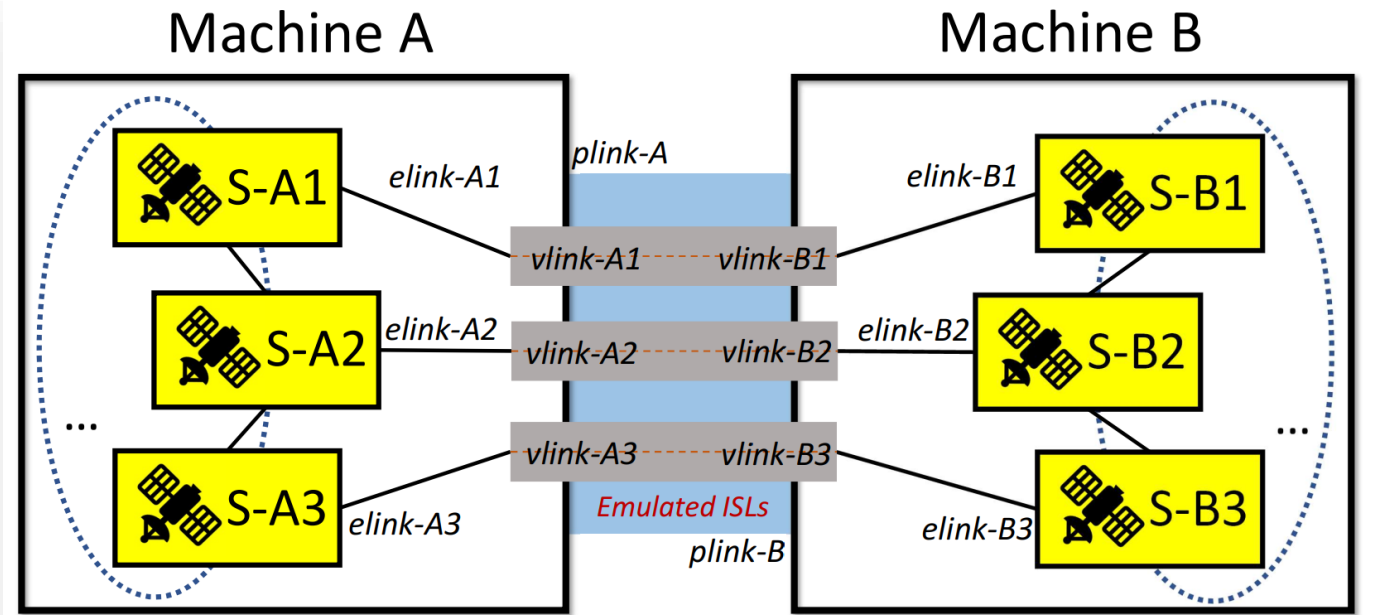 Machine A
Machine B
plink-A
elink-A1
elink-B1
S-A1
S-B1
vlink-A1
vlink-B1
elink-A2
elink-B2
S-A2
vlink-A2
vlink-B2
S-B2
...
...
vlink-A3
vlink-B3
S-A3
Emulated ISLs
S-B3
elink-A3
elink-B3
plink-B